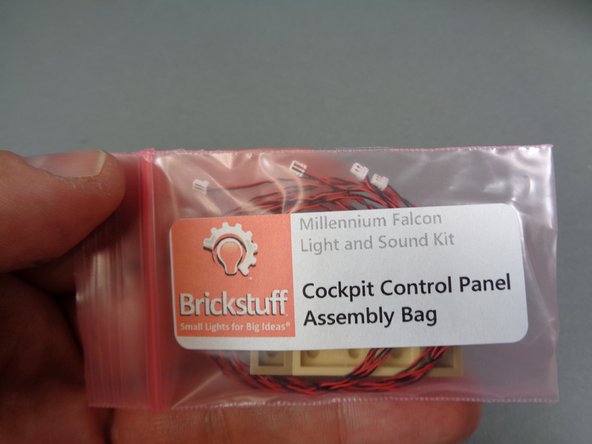 Brickstuff
Small Lights for Big Ideas®
Millennium Falcon
Light and Sound Kit
Cockpit Control Panel
Assembly Bag